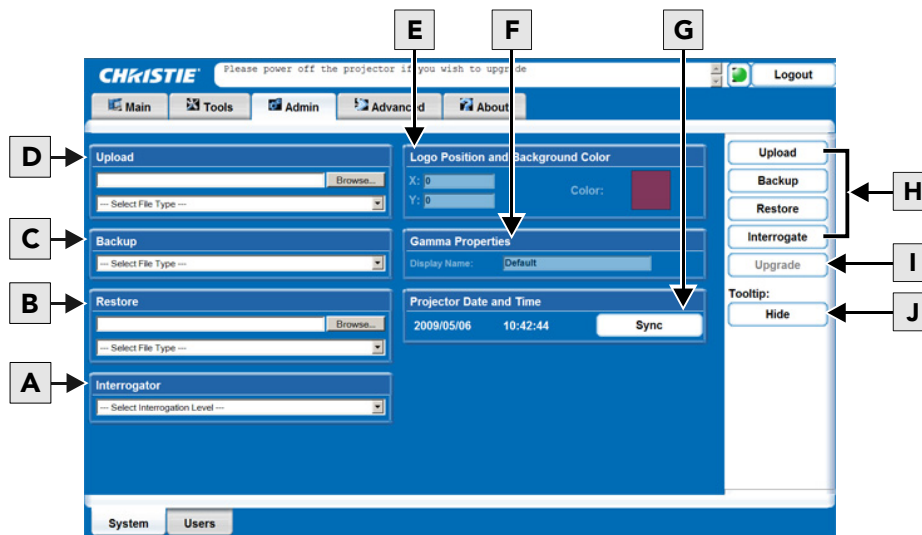 E
F
G
CHRISTIE
Please power off the projector if you wish to upgrade
Logout
Main
Tools
Admin
Advanced
About
D
Upload
Browse...
--- Select File Type ---
C
Backup
--- Select File Type ---
B
Restore
Browse...
--- Select File Type ---
A
Interrogator
--- Select Interrogation Level ---
Logo Position and Background Color
X: 0
Y: 0
Color:
Gamma Properties
Display Name: Default
Projector Date and Time
2009/05/06 10:42:44 Sync
Upload
Backup
Restore
Interrogate
Upgrade
Tooltip:
Hide
H
I
J
System
Users